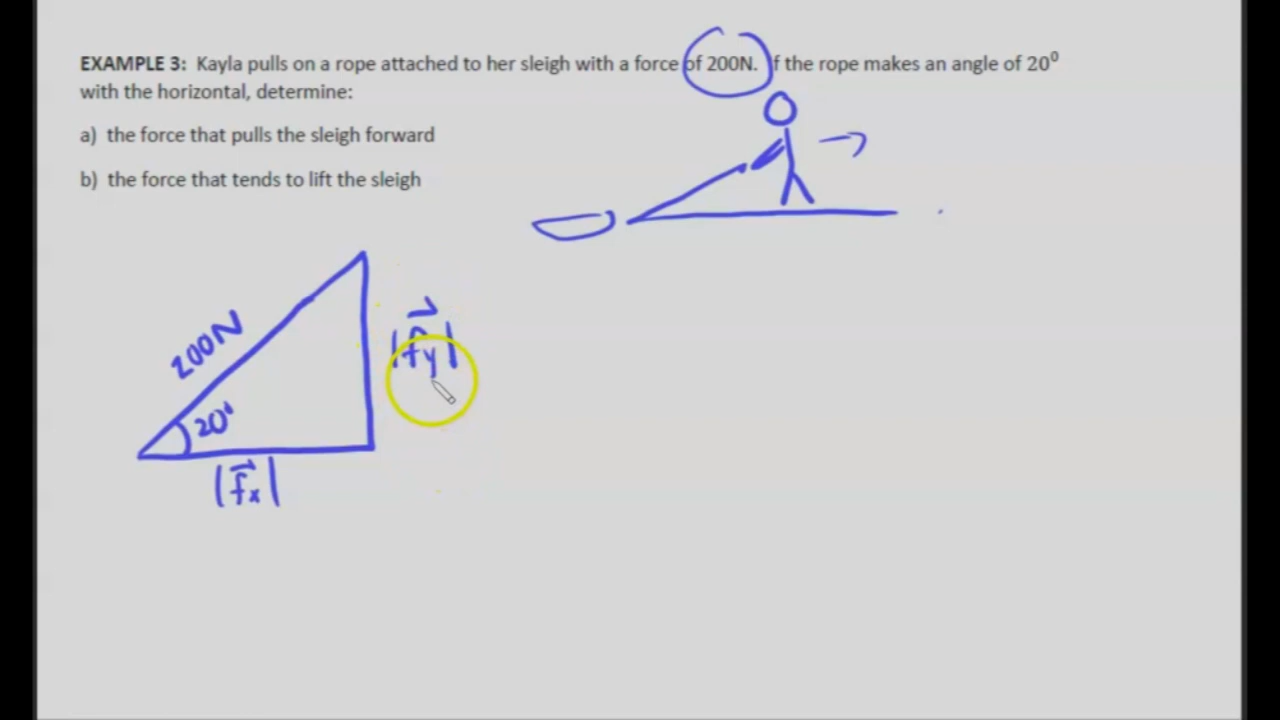 EXAMPLE 3: Kayla pulls on a rope attached to her sleigh with a force of 200N. If the rope makes an angle of 20⁰
with the horizontal, determine:
a) the force that pulls the sleigh forward
b) the force that tends to lift the sleigh
200N
|f⃗y|
20°
|f⃗x|